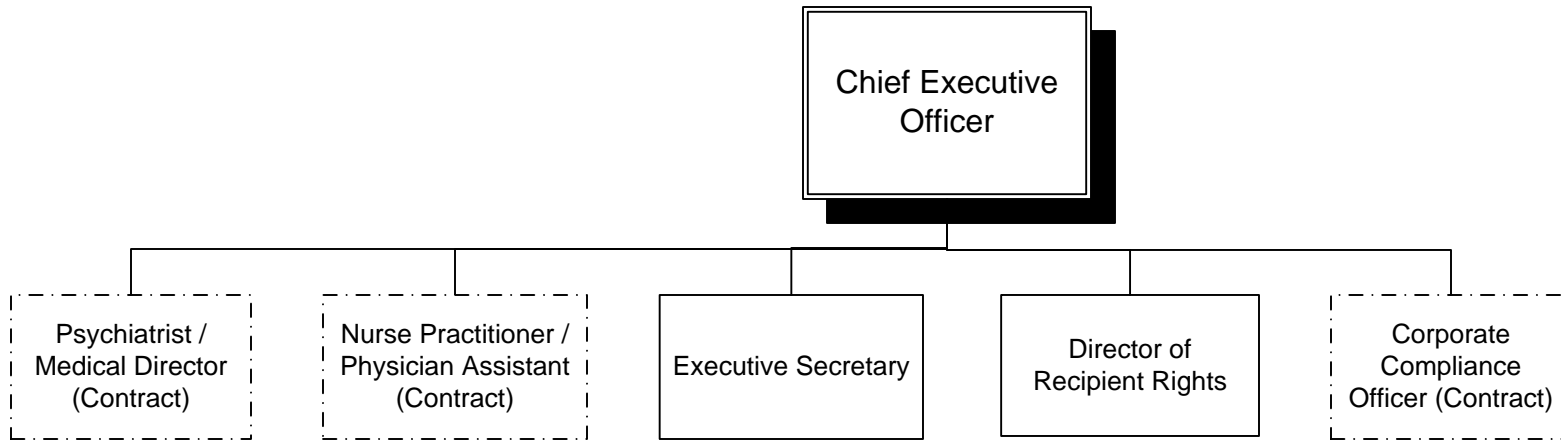 Chief Executive
Officer
Psychiatrist /
Medical Director
(Contract)
Nurse Practitioner /
Physician Assistant
(Contract)
Executive Secretary
Director of
Recipient Rights
Corporate
Compliance
Officer (Contract)